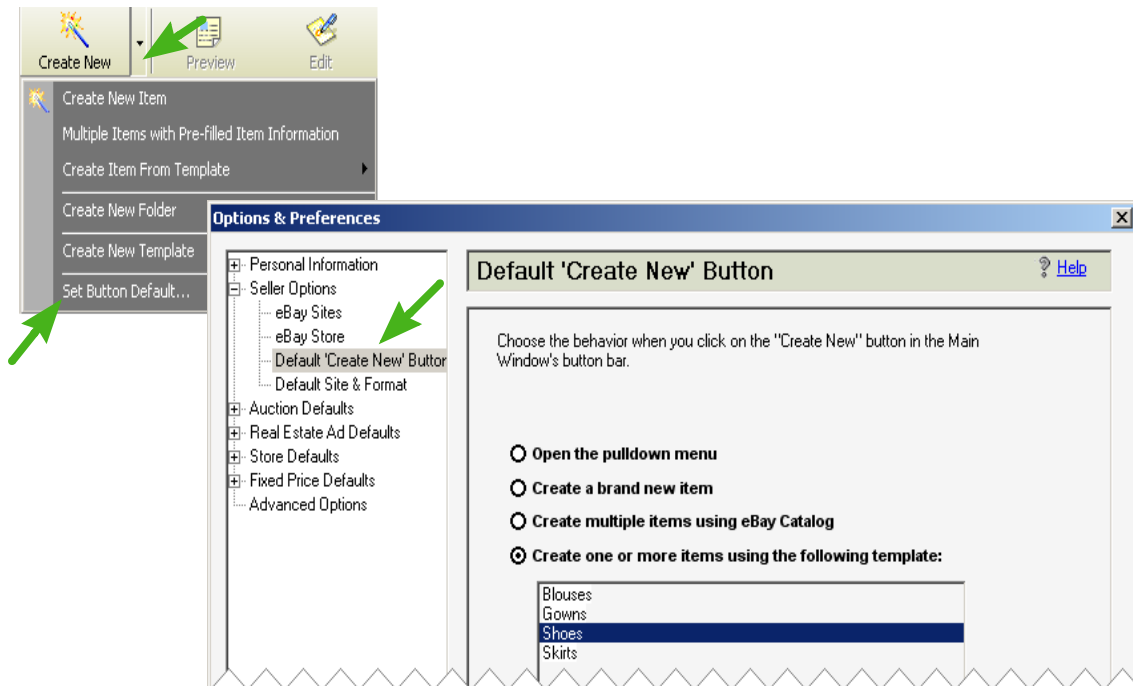 Create New
Preview
Edit
Create New Item
Multiple Items with Pre-filled Item Information
Create Item From Template
Create New Folder
Create New Template
Set Button Default...
Options & Preferences
Personal Information
Seller Options
eBay Sites
eBay Store
Default 'Create New' Button
Default Site & Format
Auction Defaults
Real Estate Ad Defaults
Store Defaults
Fixed Price Defaults
Advanced Options
Default 'Create New' Button
? Help
Choose the behavior when you click on the "Create New" button in the Main
Window's button bar.
Open the pulldown menu
Create a brand new item
Create multiple items using eBay Catalog
Create one or more items using the following template:
Blouses
Gowns
Shoes
Skirts